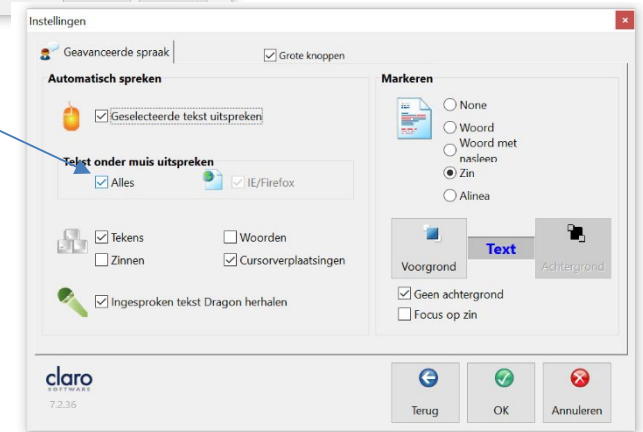 Instellingen
Geavanceerde spraak
Grote knoppen
Automatisch spreken
Geselecteerde tekst uitspreken
Tekst onder muis uitspreken
Alles
IE/Firefox
Tekens
Woorden
Zinnen
Cursorverplaatsingen
Ingesproken tekst Dragon herhalen
Markeren
None
Woord
Woord met
nasleep
Zin
Alinea
Voorgrond
Text
Achtergrond
Geen achtergrond
Focus op zin
claro
SOFTWARE
7.2.36
Terug
OK
Annuleren